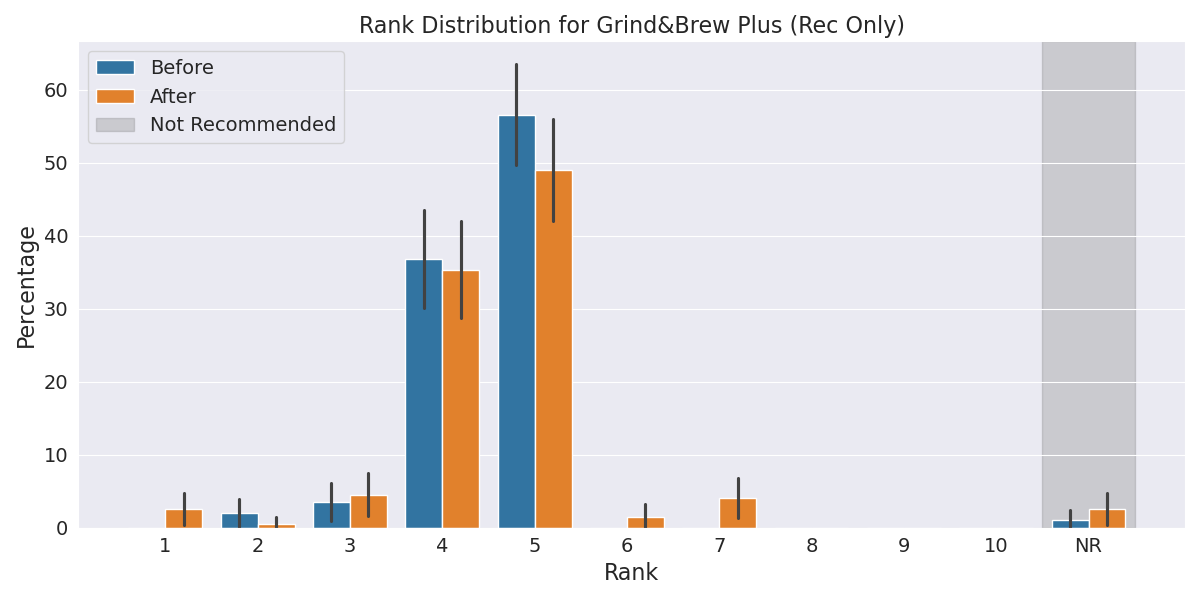 Rank Distribution for Grind&Brew Plus (Rec Only)
Before
After
Not Recommended
Percentage
60
50
40
30
20
10
0
1 2 3 4 5 6 7 8 9 10 NR
Rank